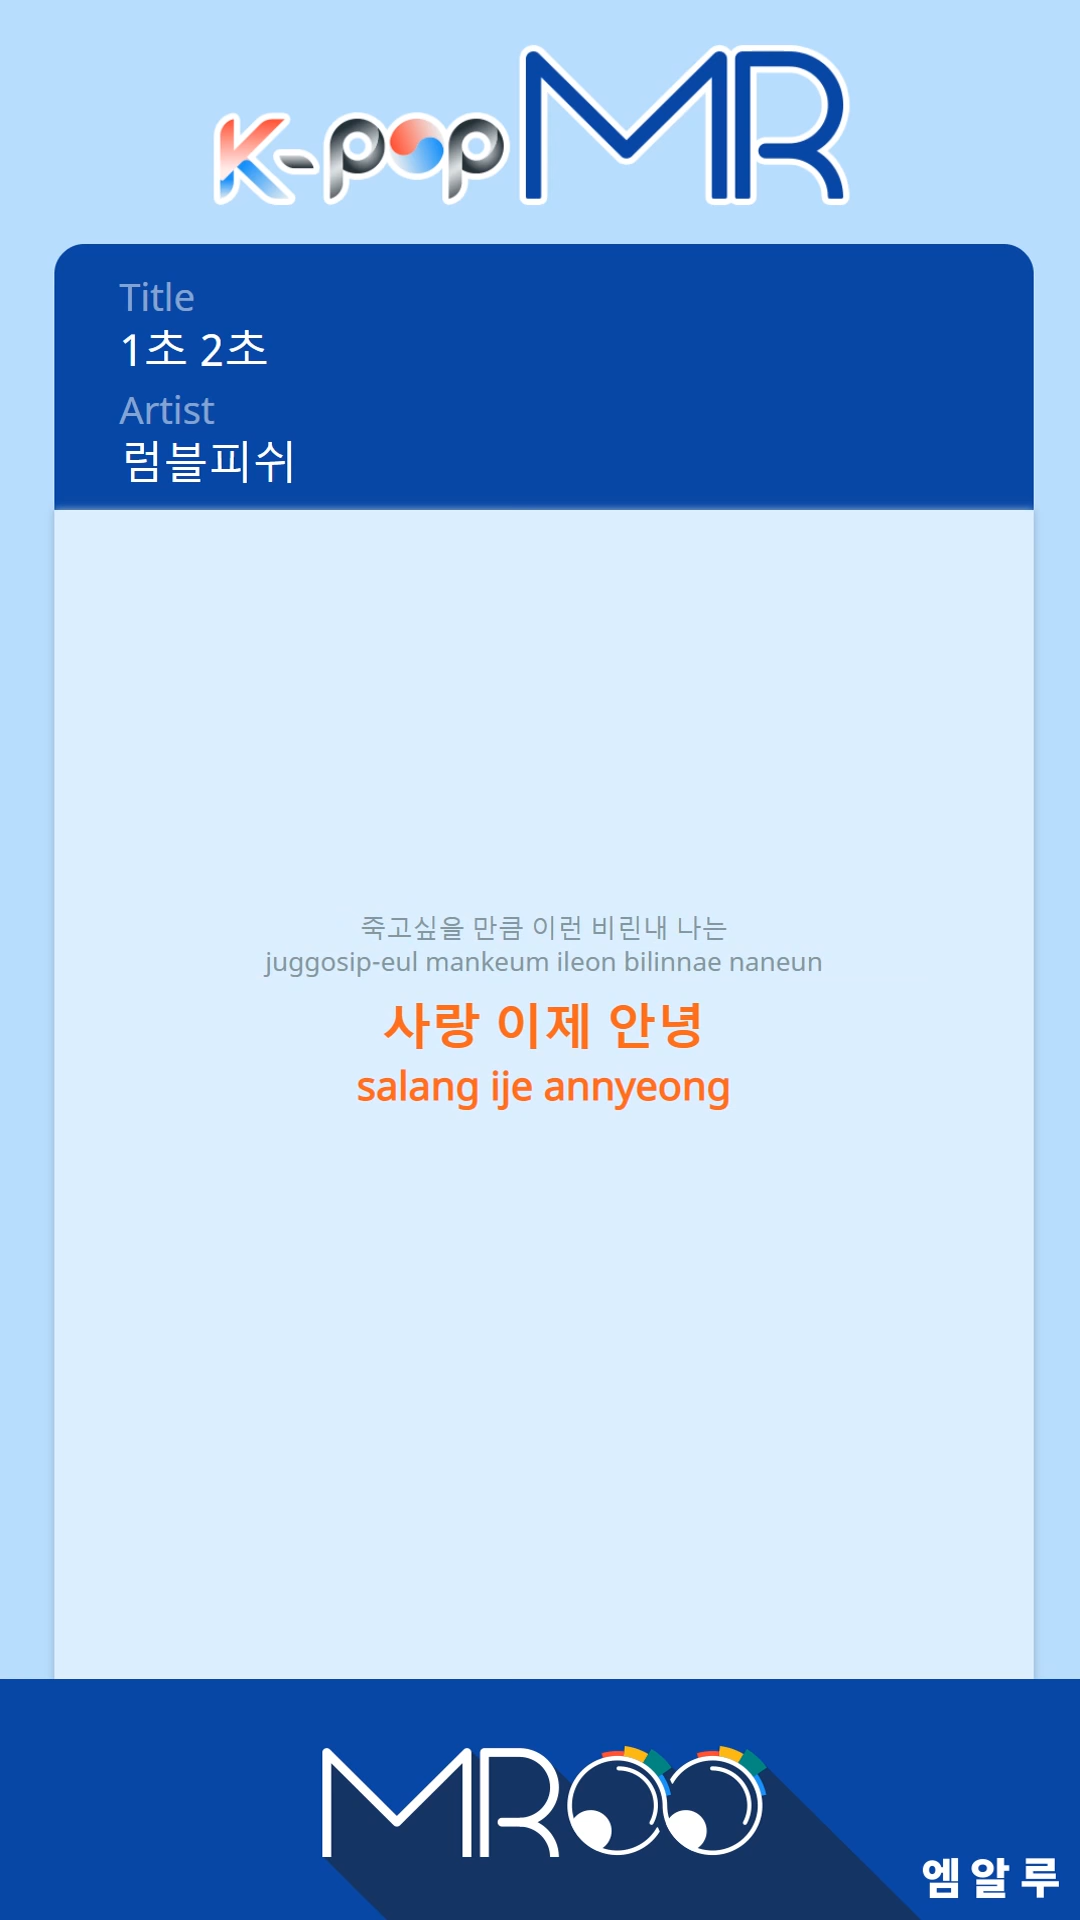 K-pop MR
Title
1초 2초
Artist
럼블피쉬
죽고싶을 만큼 이런 비린내 나는
juggosip-eul mankeum ileon bilinnae naneun
사랑 이제 안녕
salang ije annyeong
MROO
엠알루